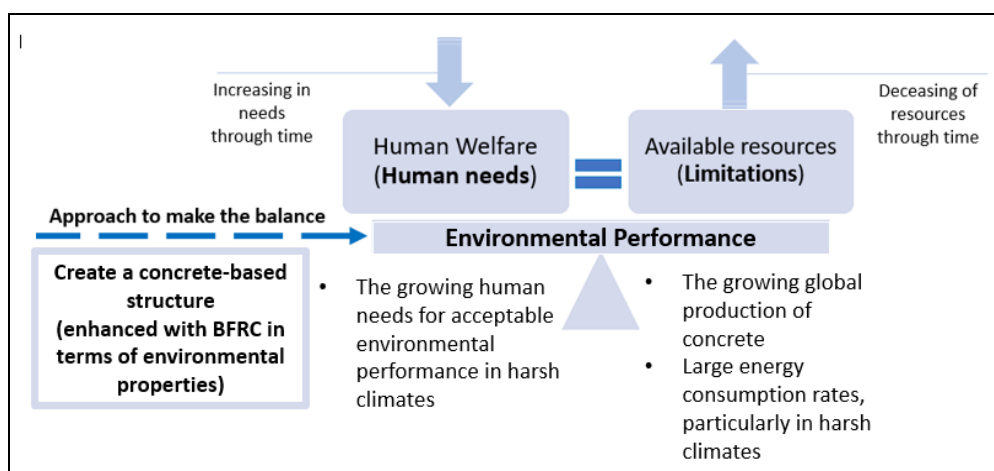 Increasing in
needs
through time
Human Welfare
(Human needs)
Available resources
(Limitations)
Deceasing of
resources
through time
Approach to make the balance
Environmental Performance
Create a concrete-based
structure
(enhanced with BFRC in
terms of environmental
properties)
• The growing human
needs for acceptable
environmental
performance in harsh
climates
• The growing global
production of
concrete
• Large energy
consumption rates,
particularly in harsh
climates